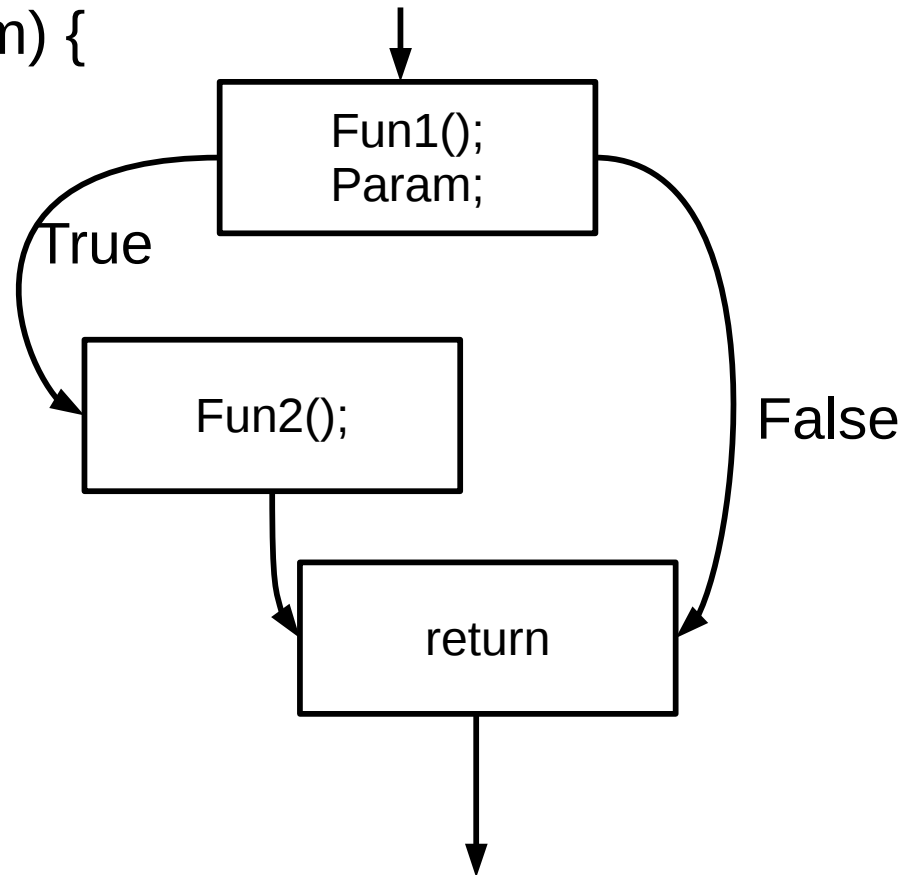 m) {
Fun1();
Param;
True
Fun2();
False
return